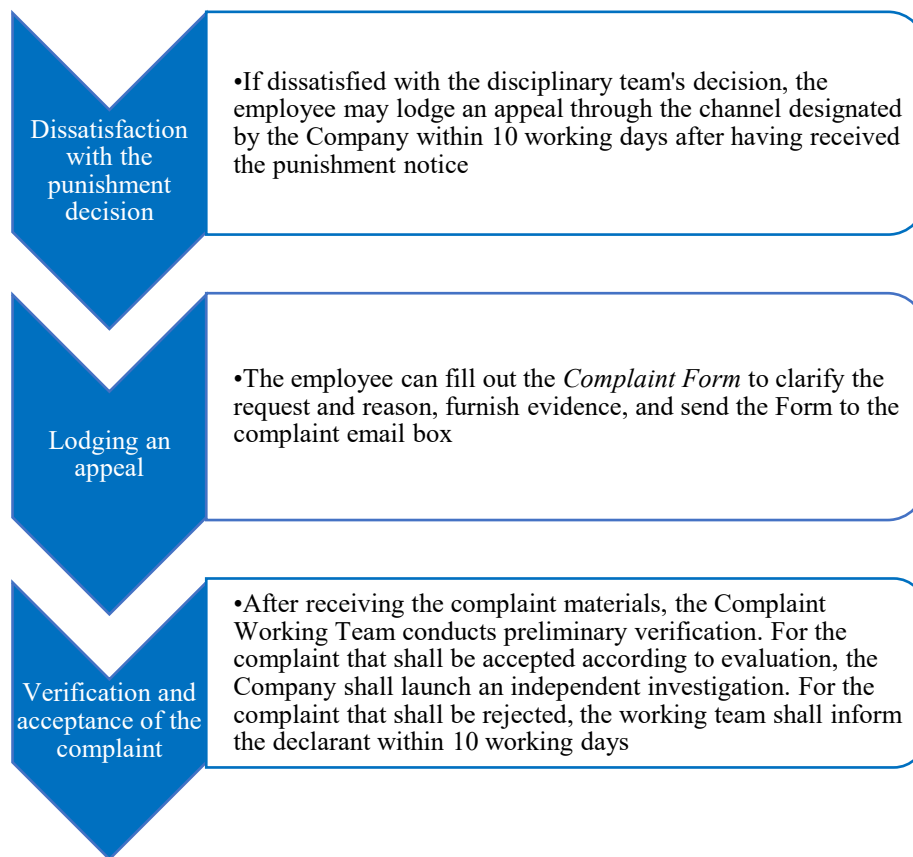 Dissatisfaction
with the
punishment
decision
•If dissatisfied with the disciplinary team's decision, the
employee may lodge an appeal through the channel designated
by the Company within 10 working days after having received
the punishment notice
Lodging an
appeal
•The employee can fill out the Complaint Form to clarify the
request and reason, furnish evidence, and send the Form to the
complaint email box
Verification and
acceptance of the
complaint
•After receiving the complaint materials, the Complaint
Working Team conducts preliminary verification. For the
complaint that shall be accepted according to evaluation, the
Company shall launch an independent investigation. For the
complaint that shall be rejected, the working team shall inform
the declarant within 10 working days